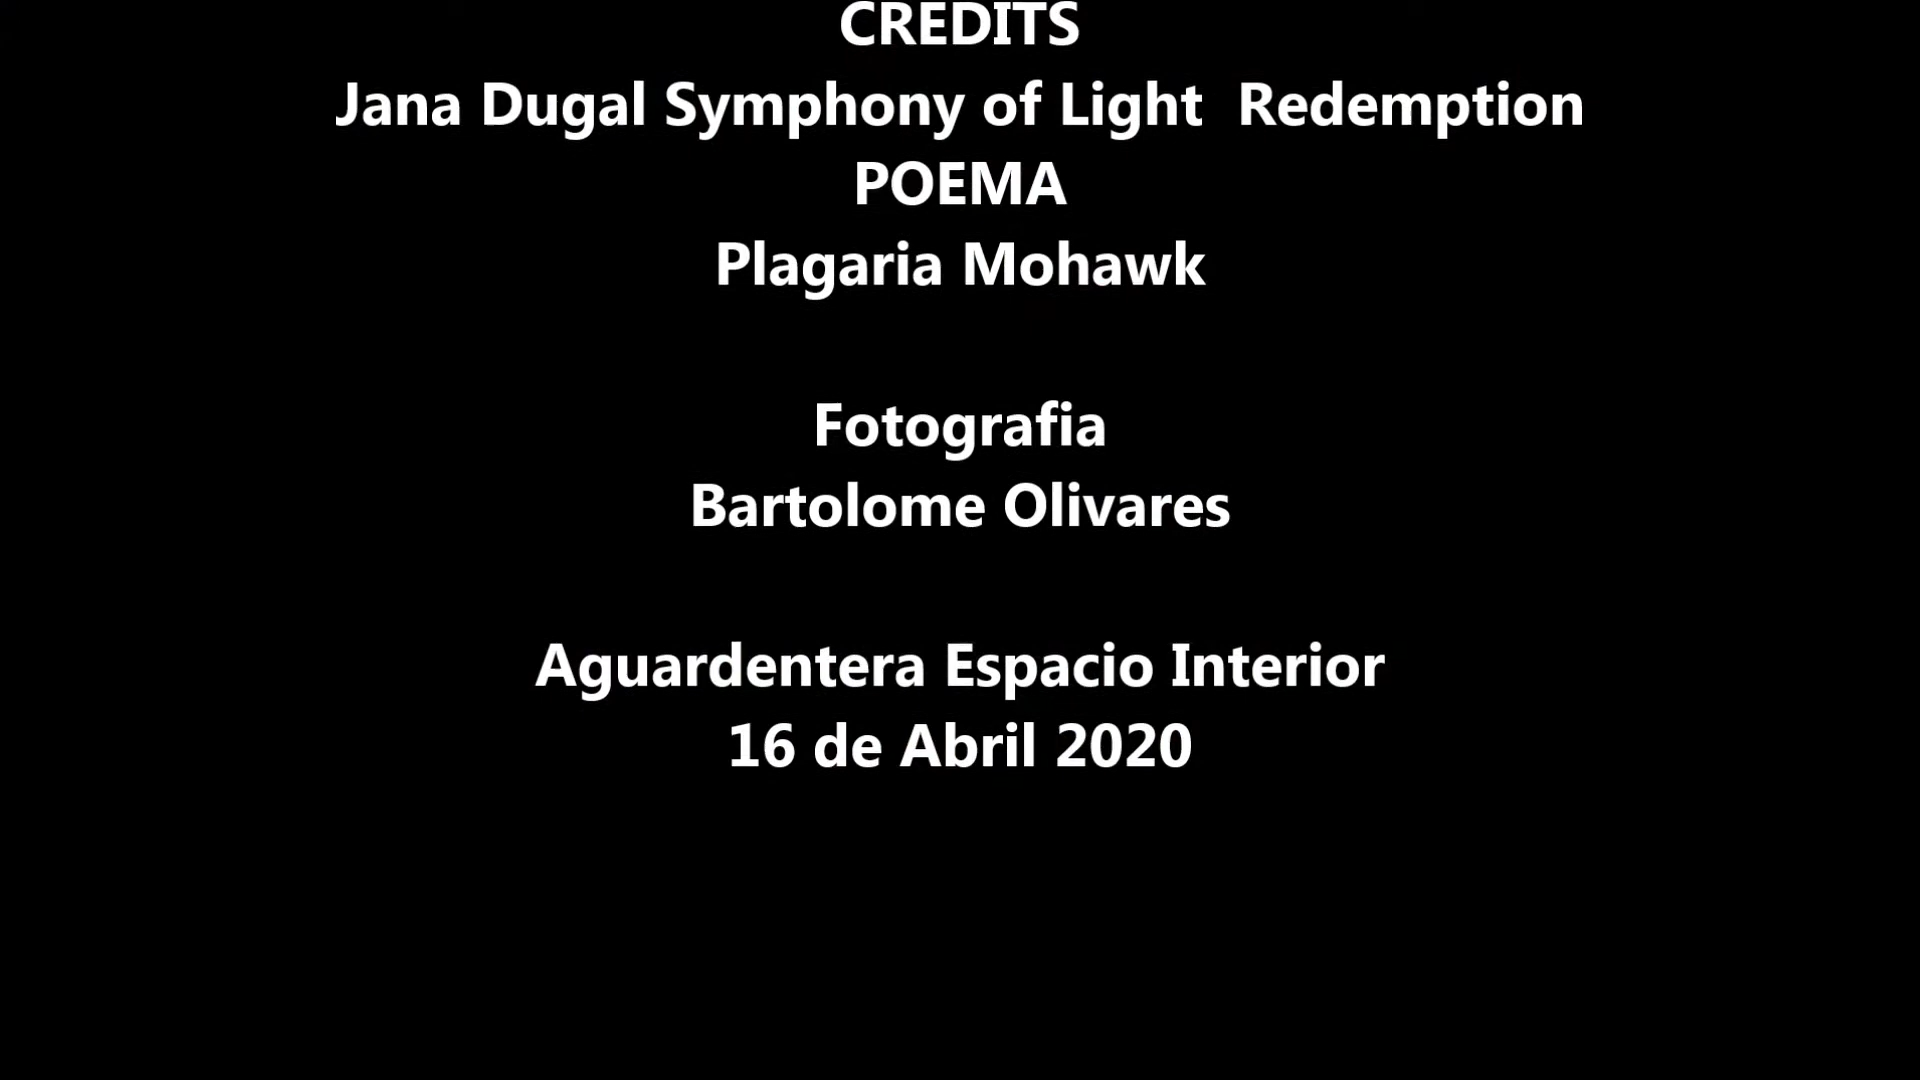 CREDITS
Jana Dugal Symphony of Light  Redemption
POEMA
Plagaria Mohawk
Fotografia
Bartolome Olivares
Aguardentera Espacio Interior
16 de Abril 2020